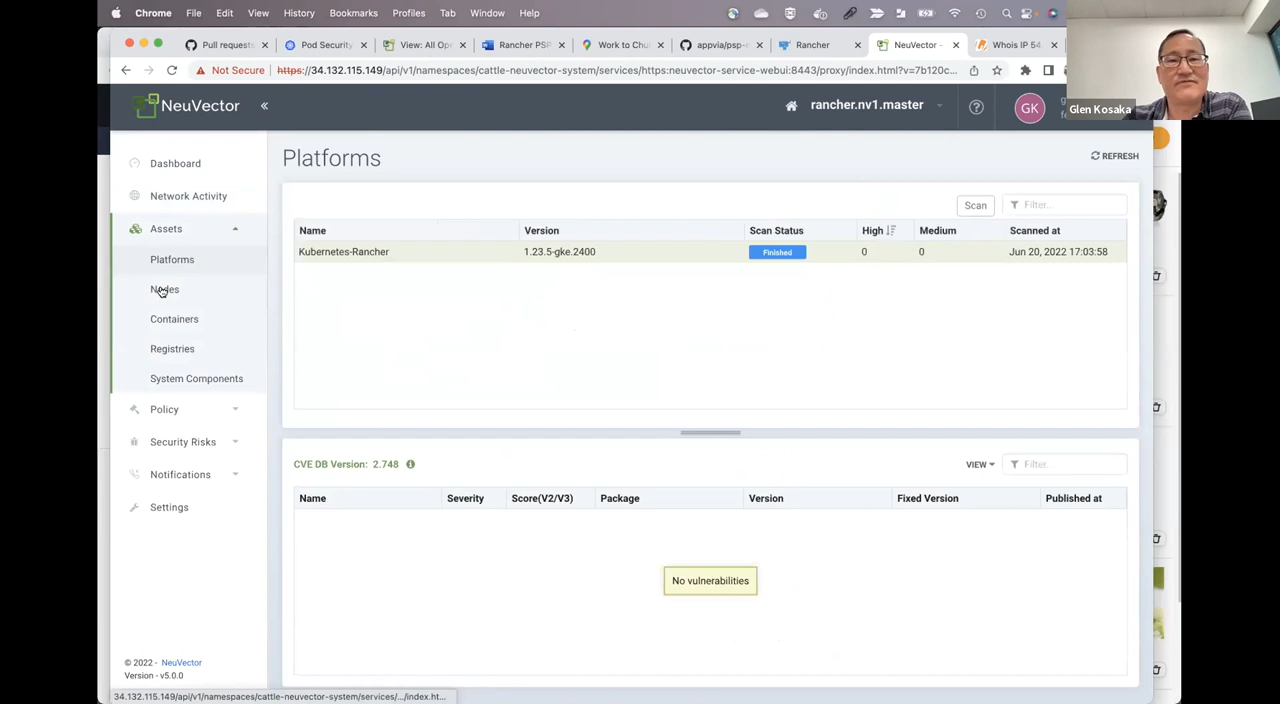 Chrome File Edit View History Bookmarks Profiles Tab Window Help
Pull requests
Pod Security
View: All Op
Rancher PSP
Work to Chu
appvia/psp-c
Rancher
NeuVector -
Whois IP 54
Not Secure https://34.132.115.149/api/v1/namespaces/cattle-neuvector-system/services/https:neuvector-service-webui:8443/proxy/index.html?v=7b120c...
Glen Kosaka
NeuVector
rancher.nv1.master
GK
Dashboard
Network Activity
Assets
Platforms
Nodes
Containers
Registries
System Components
Policy
Security Risks
Notifications
Settings
© 2022 - NeuVector
Version - v5.0.0
Platforms
REFRESH
Scan
Filter...
Name Version Scan Status High Medium Scanned at
Kubernetes-Rancher 1.23.5-gke.2400 Finished 0 0 Jun 20, 2022 17:03:58
CVE DB Version: 2.748
VIEW
Filter...
Name Severity Score(V2/V3) Package Version Fixed Version Published at
No vulnerabilities
34.132.115.149/api/v1/namespaces/cattle-neuvector-system/services/.../index.ht...